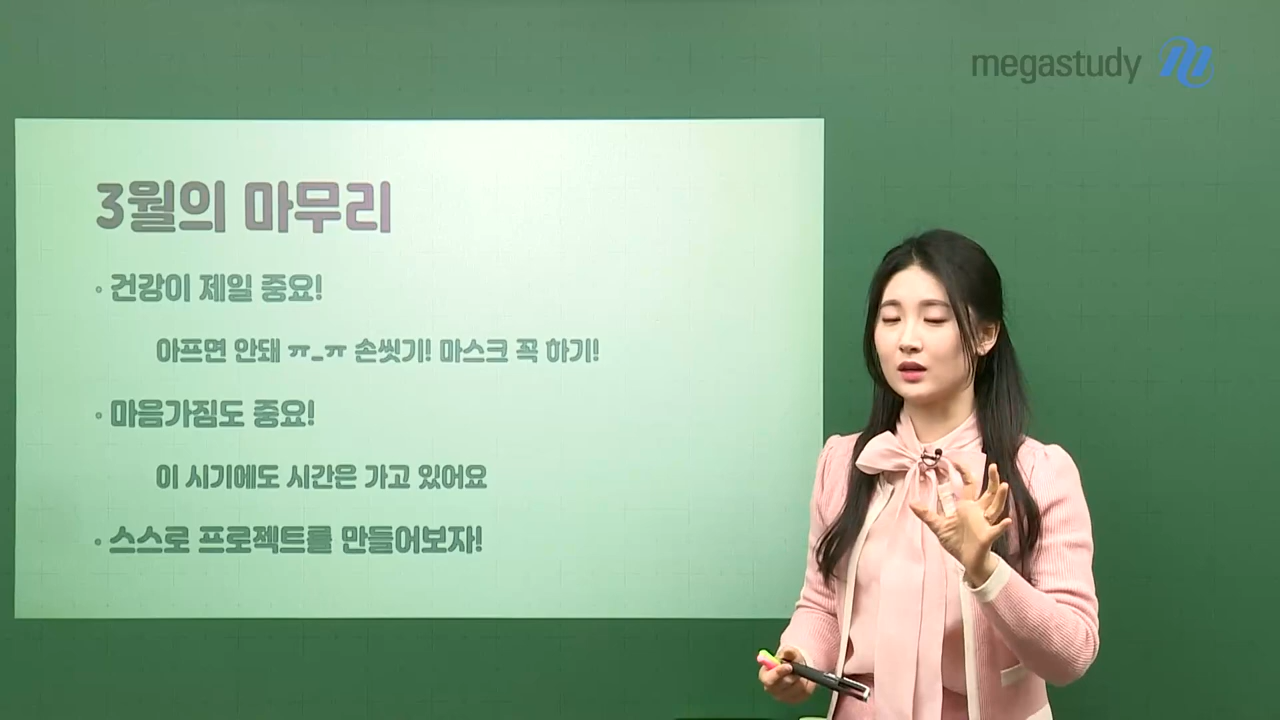 megastudy
3월의 마무리
• 건강이 제일 중요!
아프면 안돼 ㅠ_ㅠ 손씻기! 마스크 꼭 하기!
• 마음가짐도 중요!
이 시기에도 시간은 가고 있어요
• 스스로 프로젝트를 만들어보자!